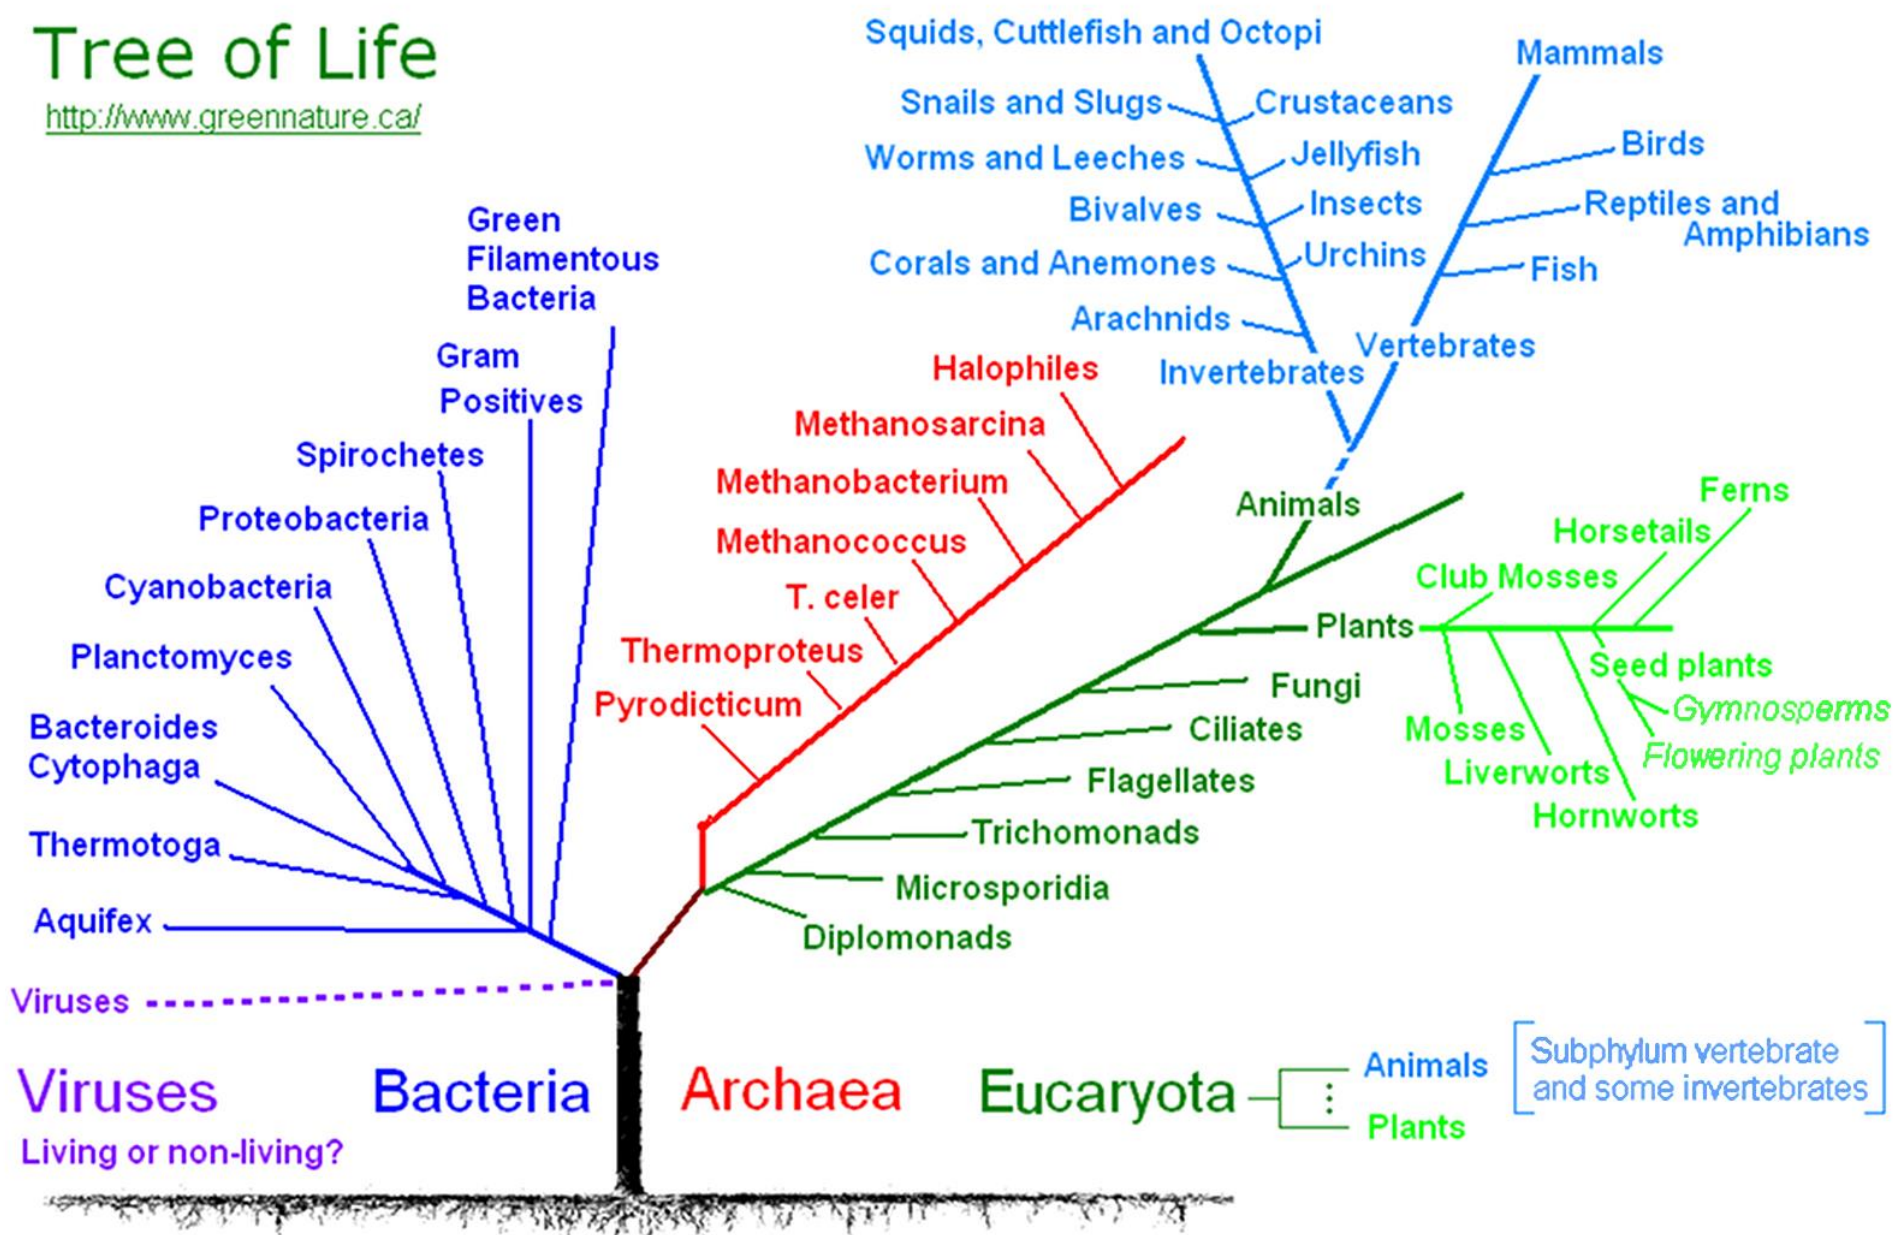 Tree of Life
http://www.greennature.ca/
Squids, Cuttlefish and Octopi
Mammals
Snails and Slugs
Crustaceans
Birds
Worms and Leeches
Jellyfish
Bivalves
Insects
Reptiles and
Amphibians
Corals and Anemones
Urchins
Fish
Arachnids
Invertebrates
Vertebrates
Green
Filamentous
Bacteria
Gram
Positives
Spirochetes
Proteobacteria
Cyanobacteria
Planctomyces
Bacteroides
Cytophaga
Thermotoga
Aquifex
Viruses
Halophiles
Methanosarcina
Methanobacterium
Methanococcus
T. celer
Thermoproteus
Pyrodicticum
Animals
Plants
Fungi
Ciliates
Flagellates
Trichomonads
Microsporidia
Diplomonads
Ferns
Horsetails
Club Mosses
Seed plants
Gymnosperms
Flowering plants
Mosses
Liverworts
Hornworts
Viruses
Living or non-living?
Bacteria
Archaea
Eucaryota
Animals
Plants
Subphylum vertebrate
and some invertebrates